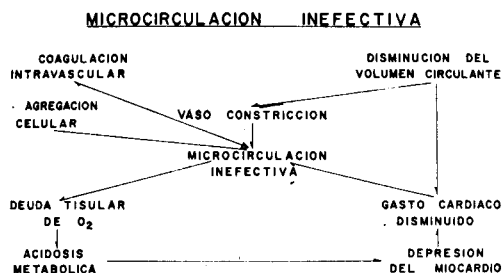 MICROCIRCULACION INEFECTIVA
COAGULACION
INTRAVASCULAR
DISMINUCION DEL
VOLUMEN CIRCULANTE
AGREGACION
CELULAR
VASO CONSTRICCION
MICROCIRCULACION
INEFECTIVA
DEUDA TISULAR
DE O2
GASTO CARDIACO
DISMINUIDO
ACIDOSIS
METABOLICA
DEPRESION
DEL MIOCARDIO